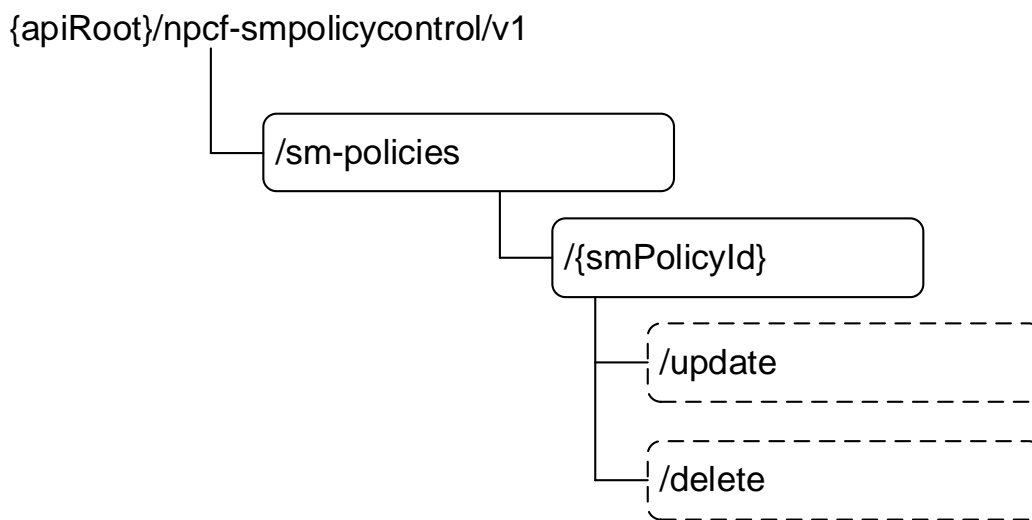 {apiRoot}/npcf-smpolicycontrol/v1
/sm-policies
/{smPolicyId}
/update
/delete